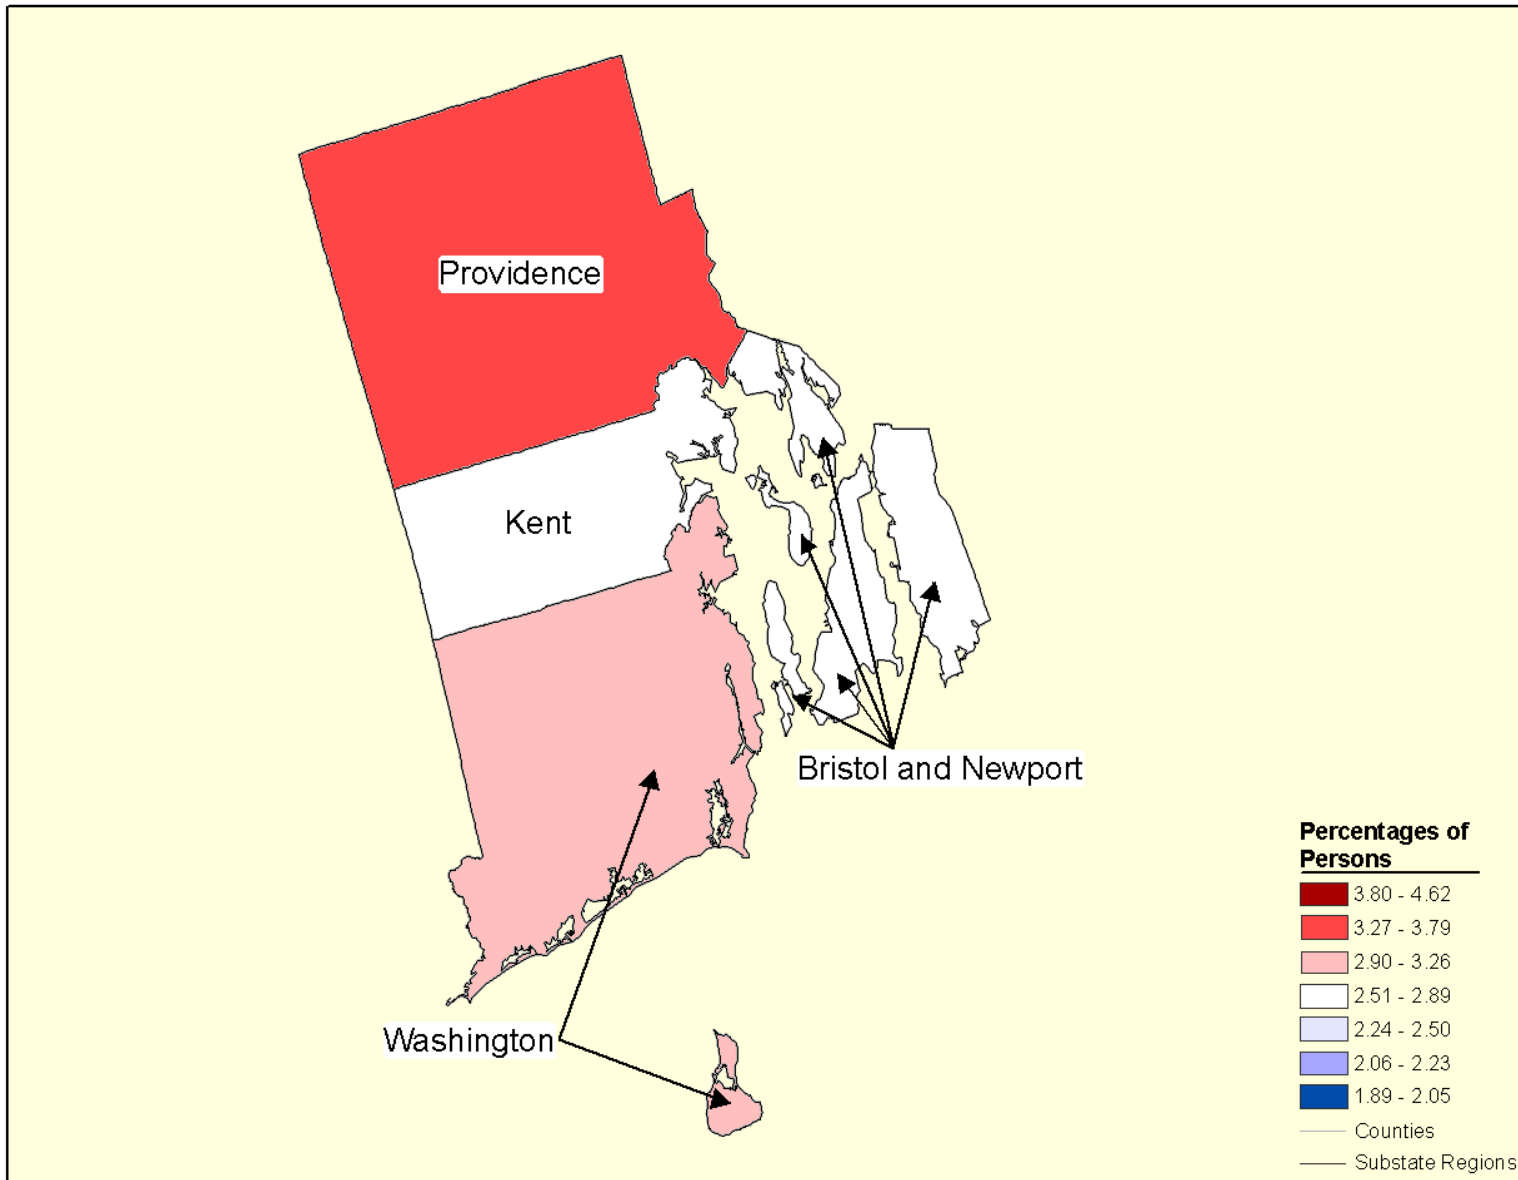 Providence
Kent
Bristol and Newport
Washington
Percentages of
Persons
3.80 - 4.62
3.27 - 3.79
2.90 - 3.26
2.51 - 2.89
2.24 - 2.50
2.06 - 2.23
1.89 - 2.05
Counties
Substate Regions